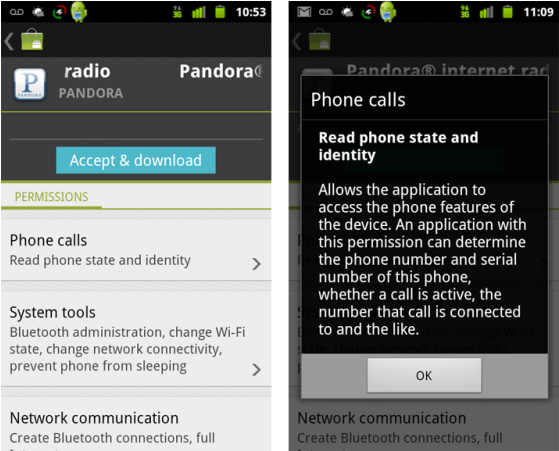 3G
10:53
radio Pandora®
P
PANDORA
PANDORA
Accept & download
PERMISSIONS
Phone calls
Read phone state and identity
System tools
Bluetooth administration, change Wi-Fi
state, change network connectivity,
prevent phone from sleeping
Network communication
Create Bluetooth connections, full
3G
11:09
Pandora® internet rad
Phone calls
Read phone state and
identity
Allows the application to
access the phone features of
the device. An application with
this permission can determine
the phone number and serial
number of this phone,
whether a call is active, the
number that call is connected
to and the like.
OK
Network communication
Create Bluetooth connections, full